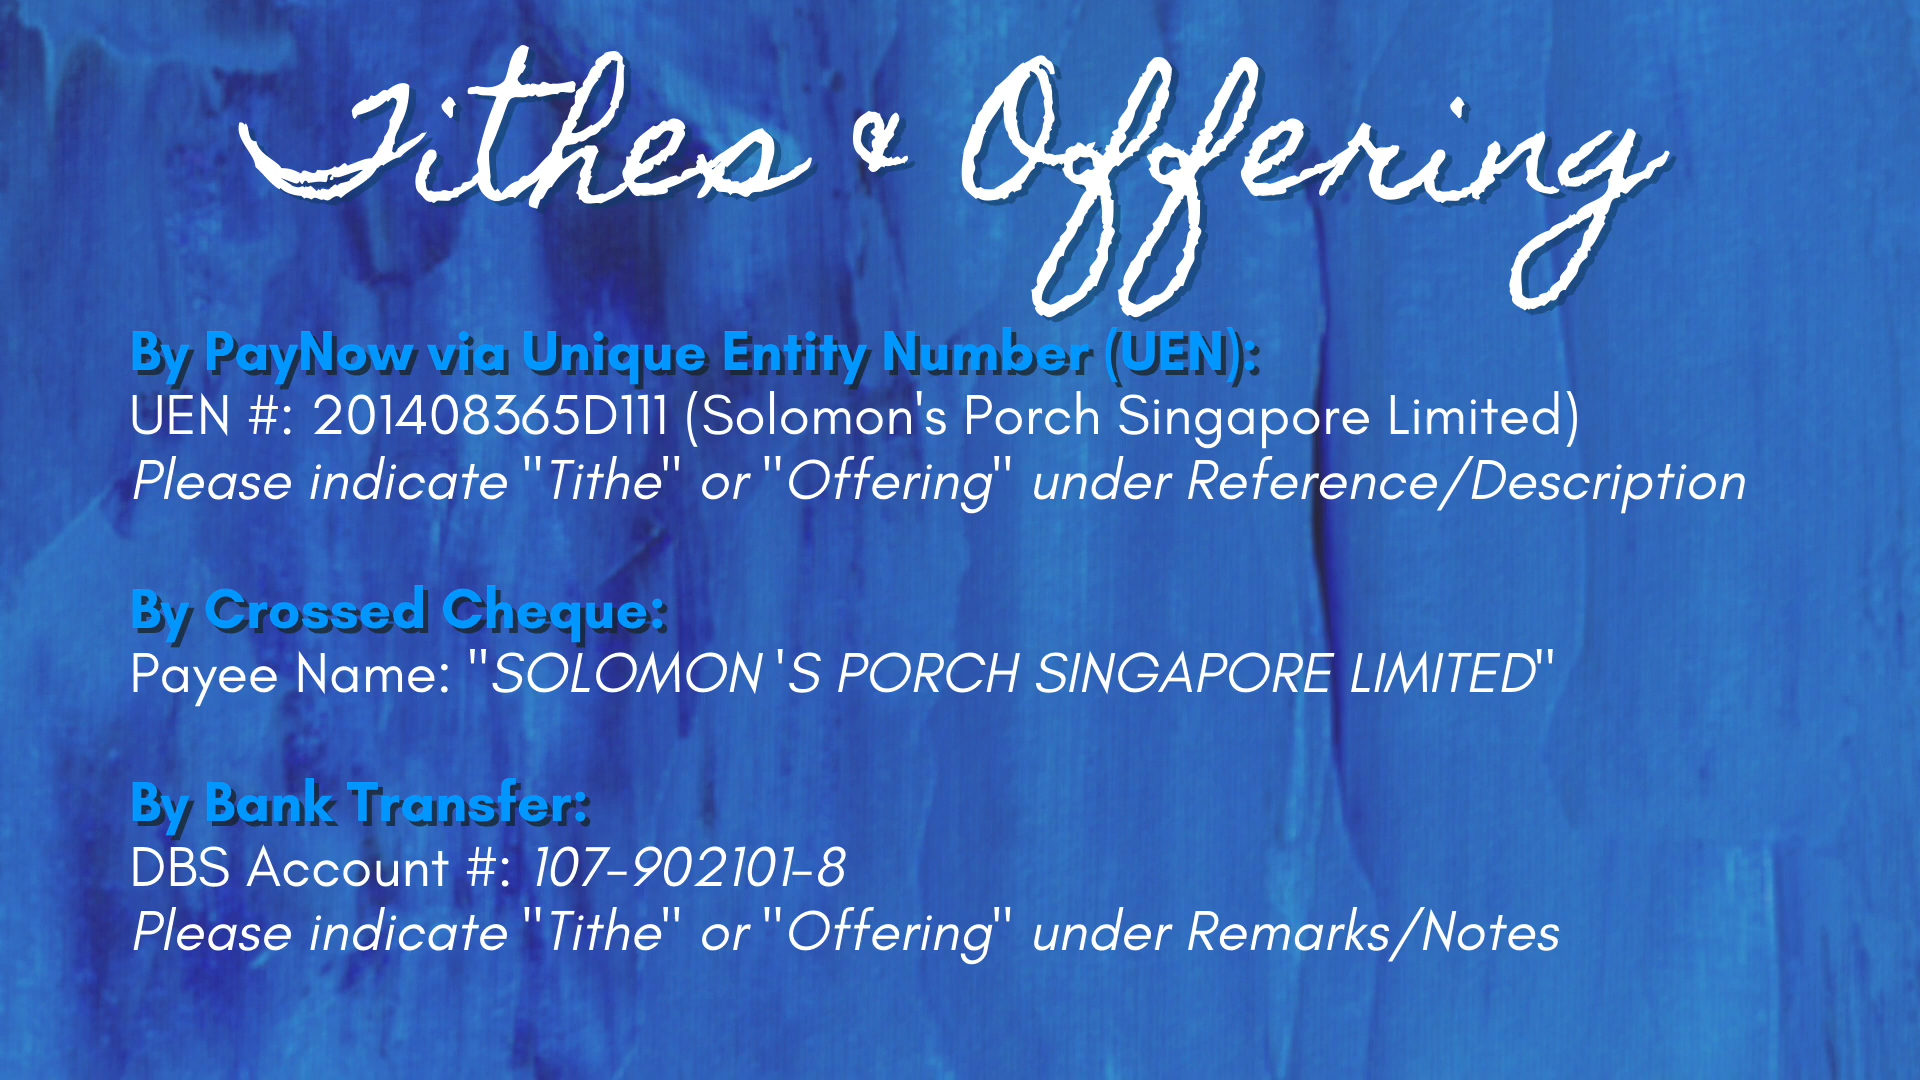 Tithes & Offering
By PayNow via Unique Entity Number (UEN):
UEN #: 201408365D111 (Solomon's Porch Singapore Limited)
Please indicate "Tithe" or "Offering" under Reference/Description
By Crossed Cheque:
Payee Name: "SOLOMON'S PORCH SINGAPORE LIMITED"
By Bank Transfer:
DBS Account #: 107-902101-8
Please indicate "Tithe" or "Offering" under Remarks/Notes